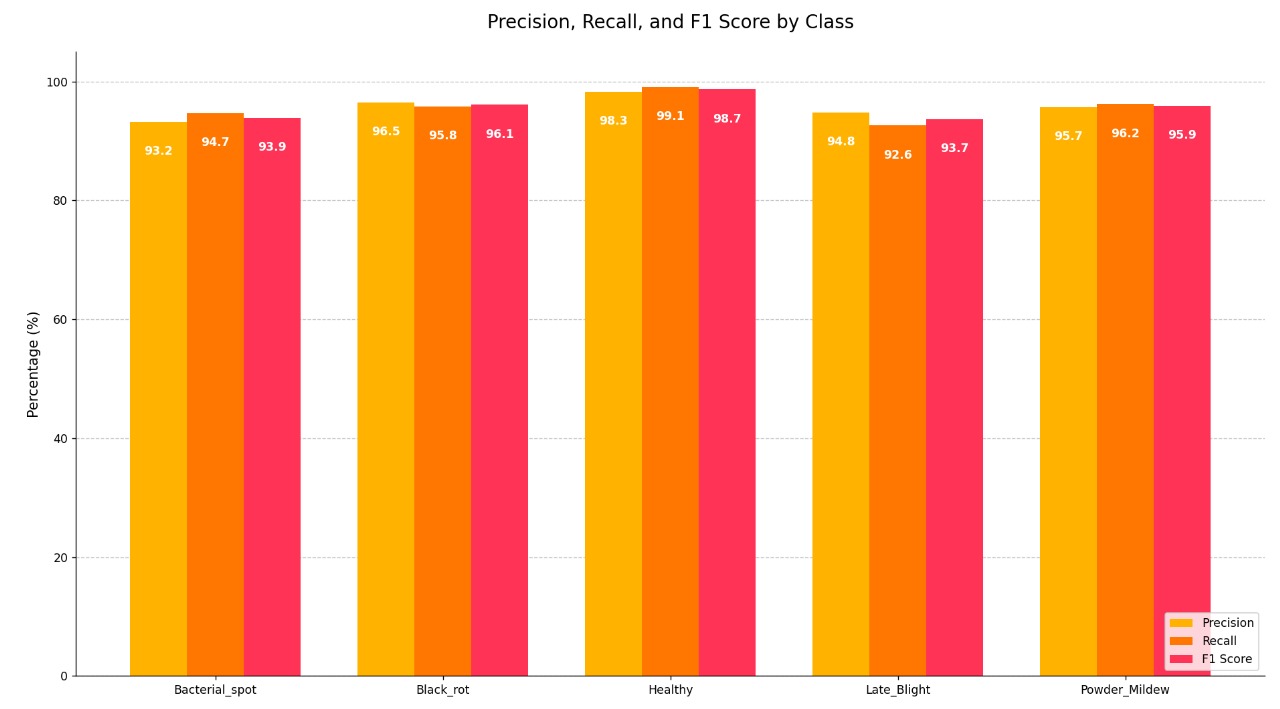 Precision, Recall, and F1 Score by Class
Percentage (%)
100
80
60
40
20
0
93.2 94.7 93.9
96.5 95.8 96.1
98.3 99.1 98.7
94.8 92.6 93.7
95.7 96.2 95.9
Bacterial_spot Black_rot Healthy Late_Blight Powder_Mildew
Precision
Recall
F1 Score